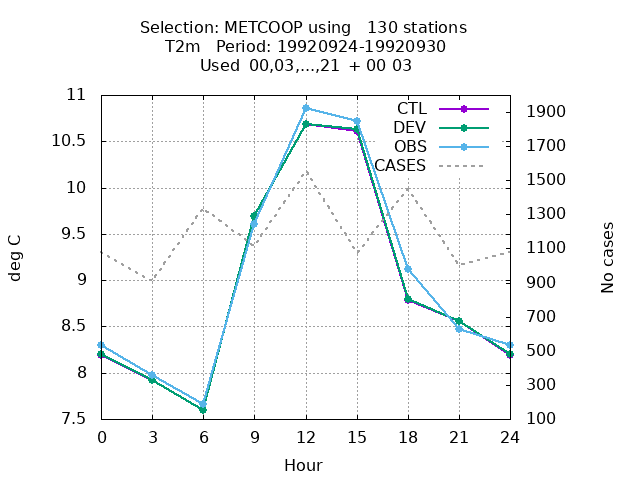 Selection: METCOOP using   130 stations
T2m   Period: 19920924-19920930
Used  00,03,...,21  + 00 03
CTL
DEV
OBS
CASES
11
10.5
10
9.5
9
8.5
8
7.5
1900
1700
1500
1300
1100
900
700
500
300
100
deg C
No cases
0 3 6 9 12 15 18 21 24
Hour